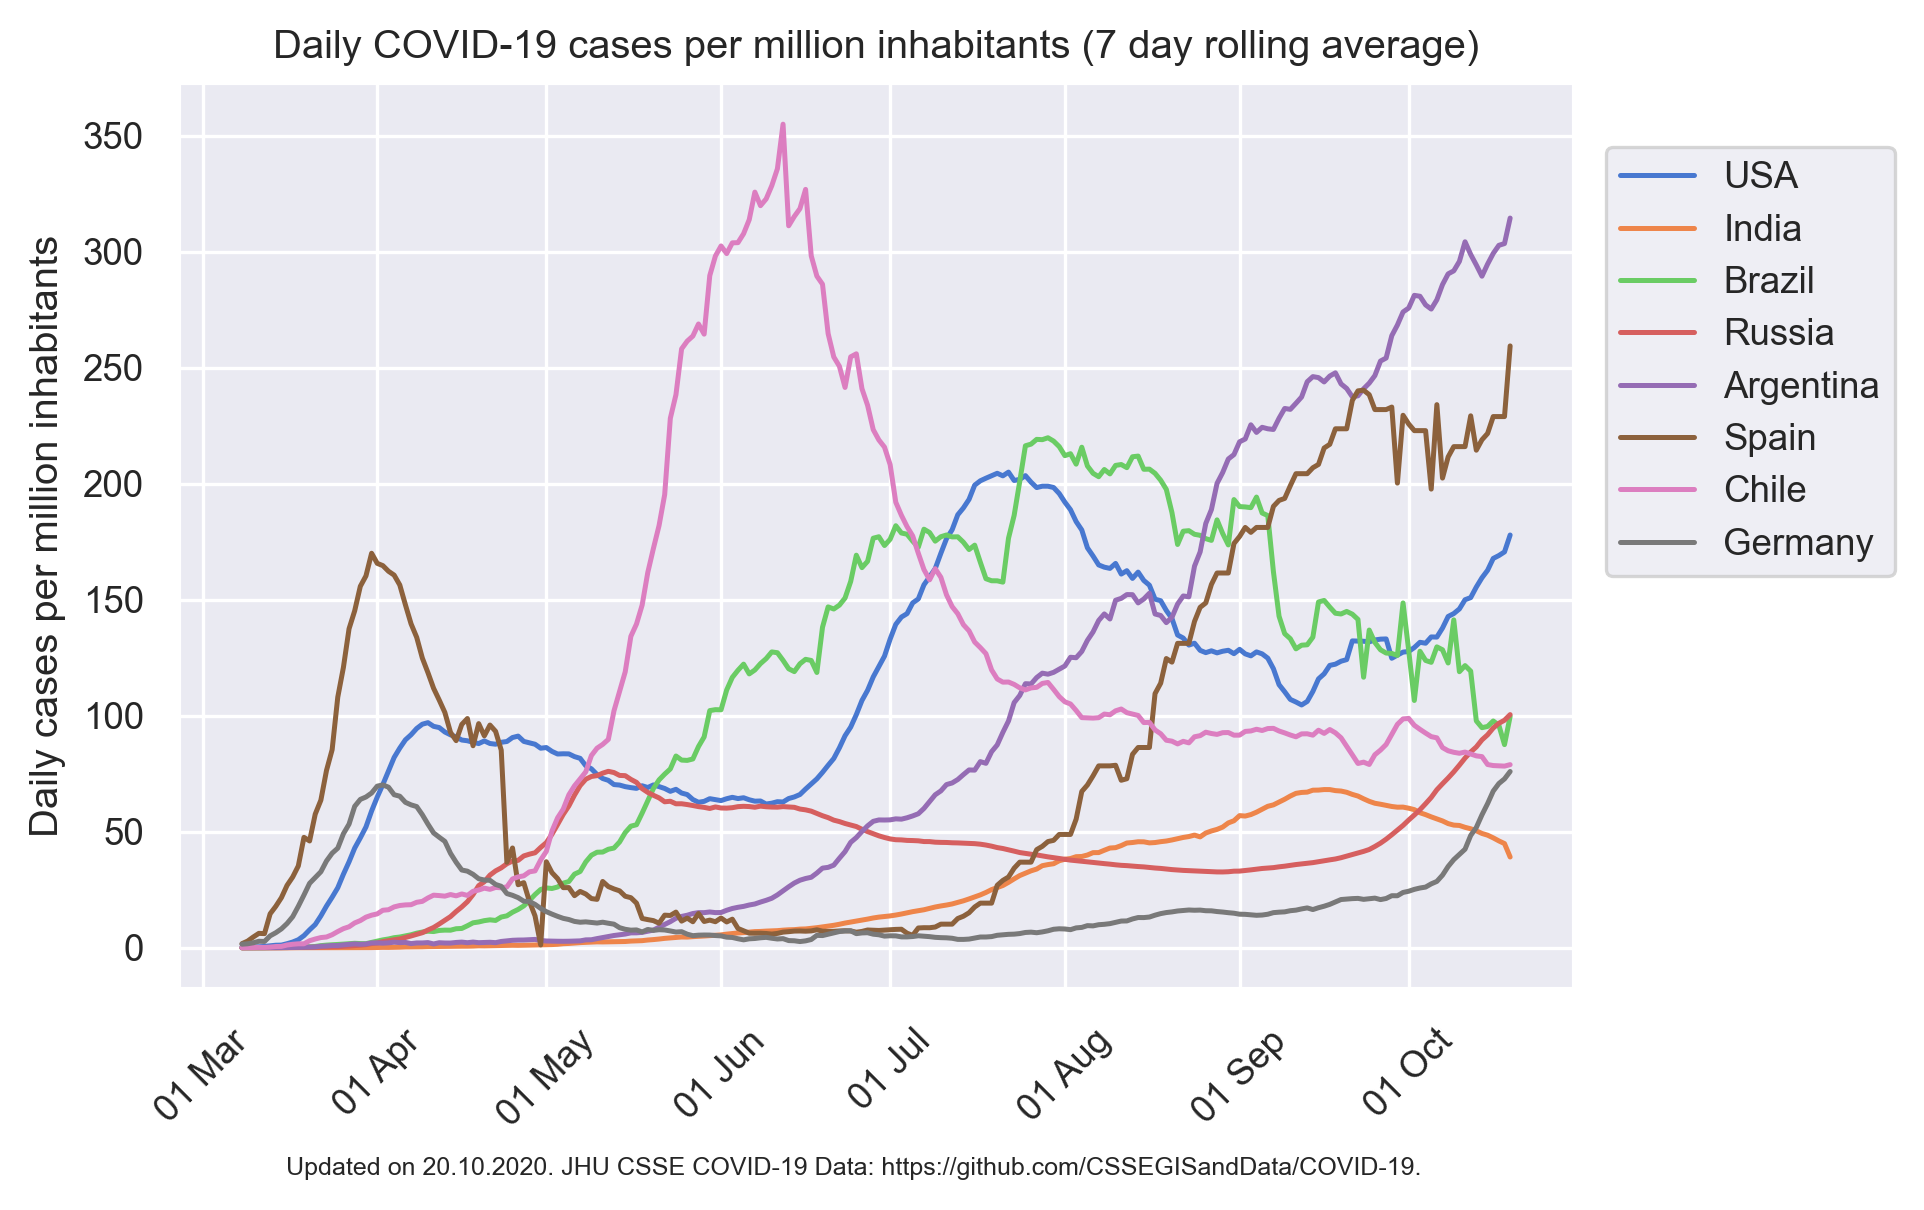 Daily COVID-19 cases per million inhabitants (7 day rolling average)
Daily cases per million inhabitants
350
300
250
200
150
100
50
0
01 Mar
01 Apr
01 May
01 Jun
01 Jul
01 Aug
01 Sep
01 Oct
USA
India
Brazil
Russia
Argentina
Spain
Chile
Germany
Updated on 20.10.2020. JHU CSSE COVID-19 Data: https://github.com/CSSEGISandData/COVID-19.